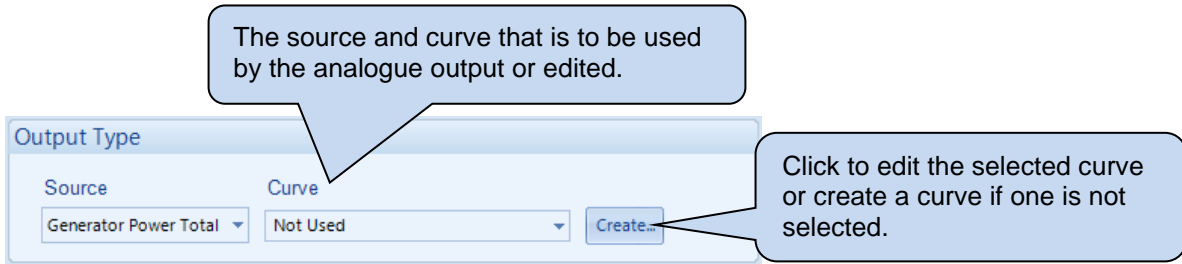 The source and curve that is to be used
by the analogue output or edited.
Output Type
Source Curve
Generator Power Total Not Used Create...
Click to edit the selected curve
or create a curve if one is not
selected.